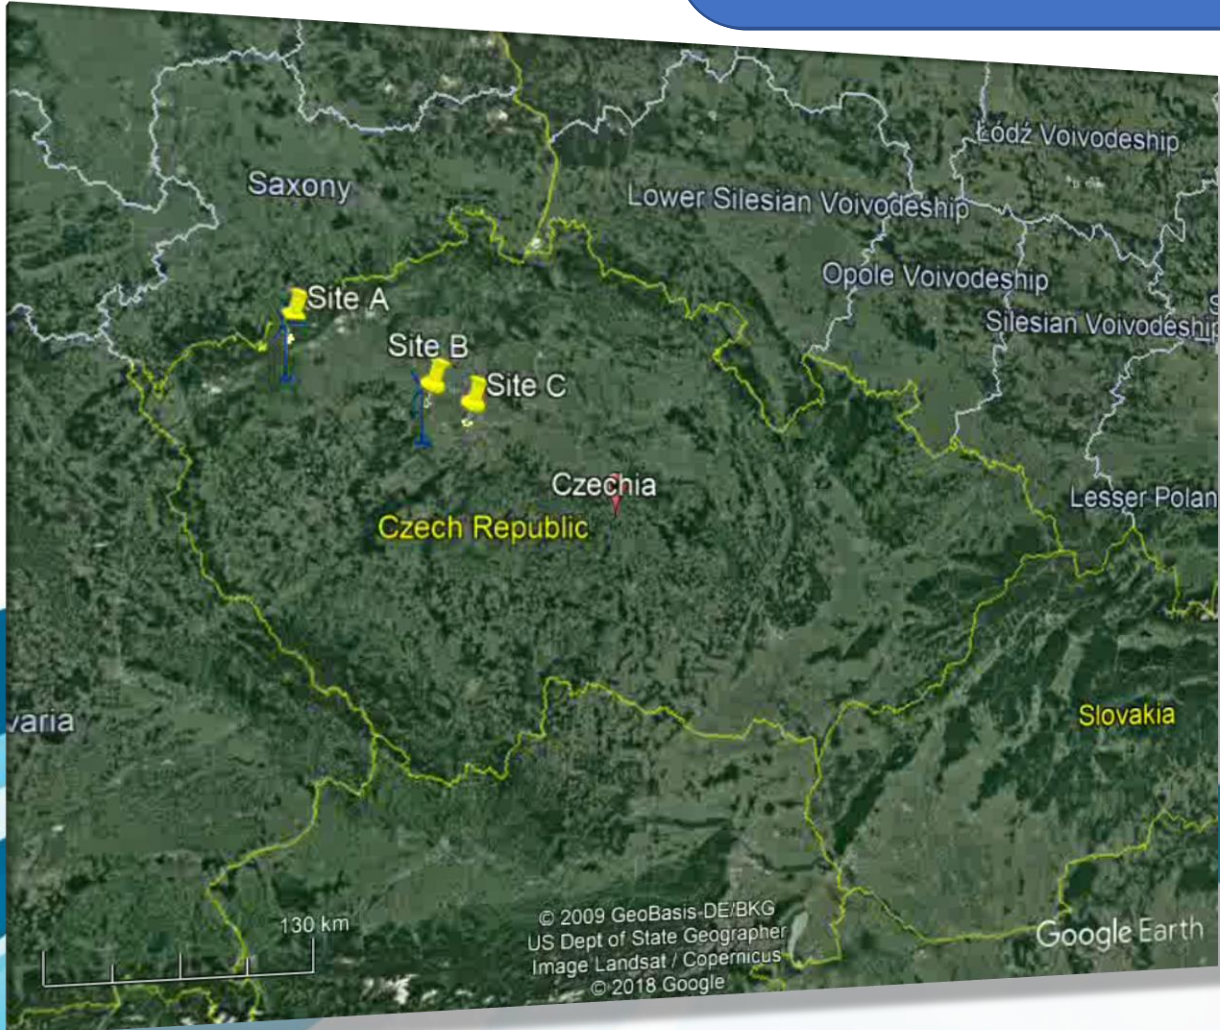 Łódź Voivodeship
Saxony
Lower Silesian Voivodeship
Opole Voivodeship
Site A
Silesian Voivodeship
Site B
Site C
Czechia
Lesser Polan
Czech Republic
varia
Slovakia
130 km
© 2009 GeoBasis-DE/BKG
US Dept of State Geographer
Image Landsat / Copernicus
© 2018 Google
Google Earth